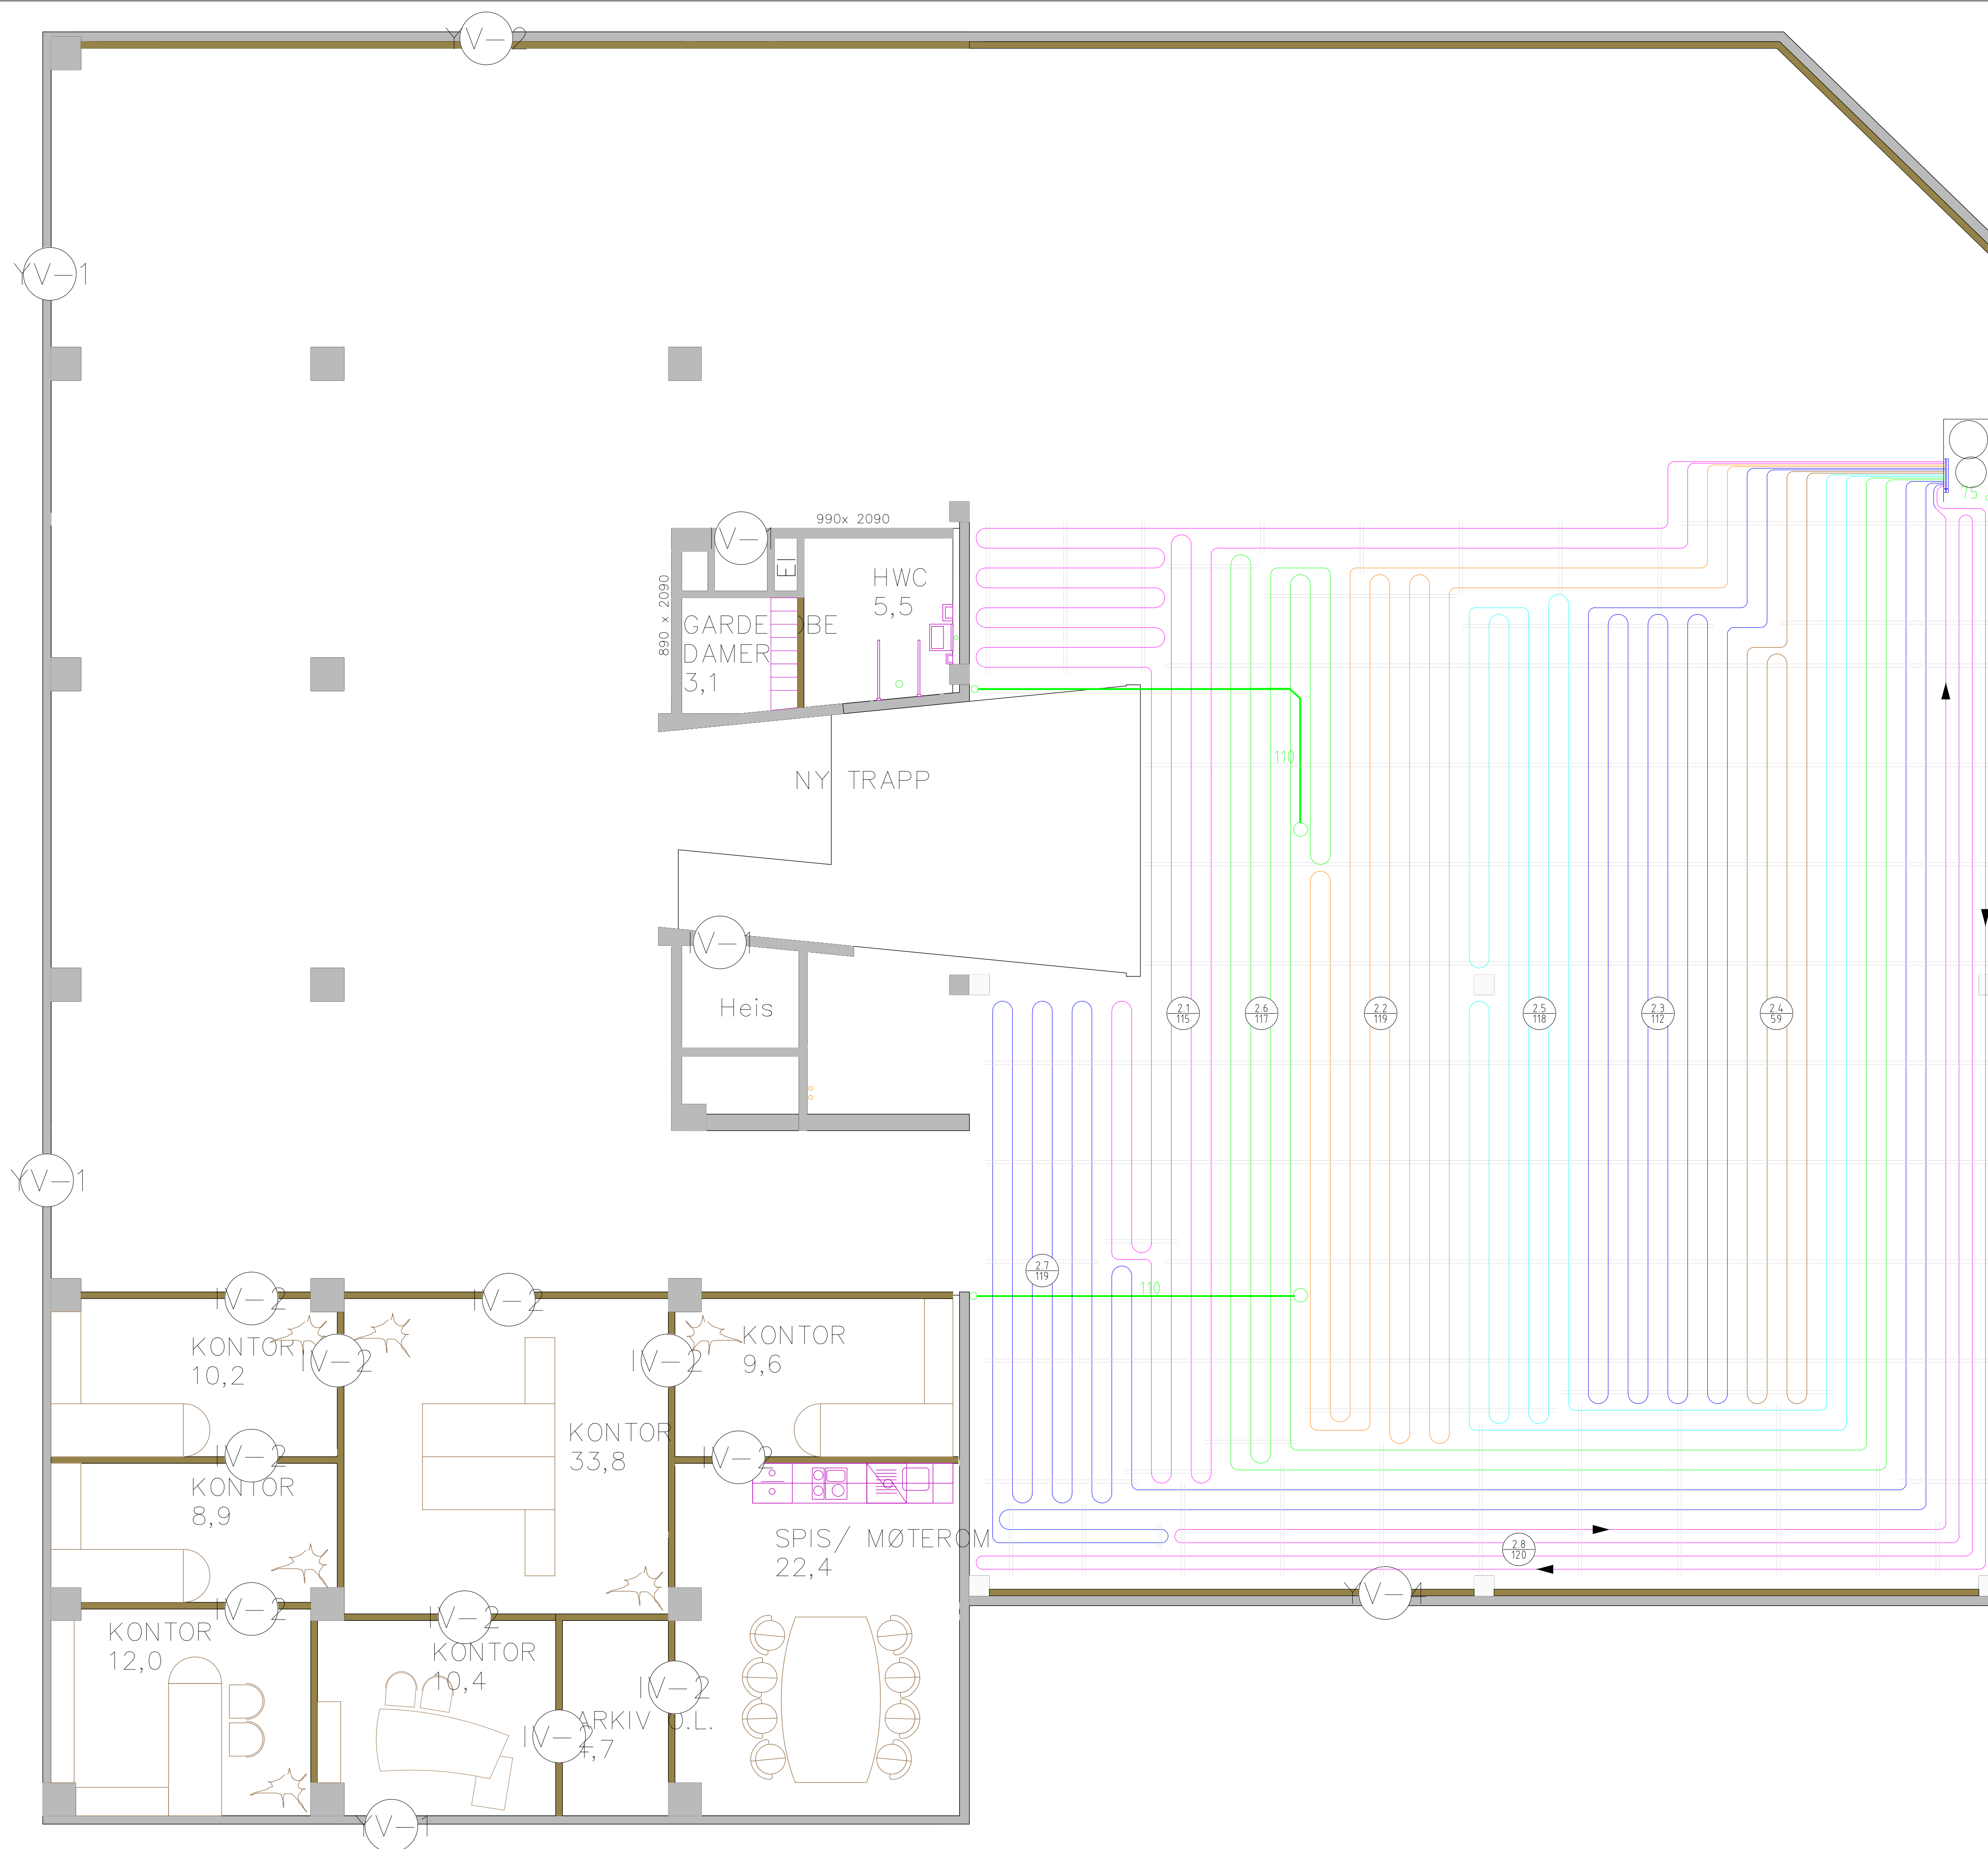 YV-2
YV-1
990x 2090
IV-1
EI
HWC
5,5
890 x 2090
GARDEROBE
DAMER
3,1
75
110
NY TRAPP
IV-1
Heis
2.1
115
2.6
117
2.2
119
2.5
118
2.3
112
2.4
59
YV-1
2.7
119
110
IV-2
IV-2
KONTOR
10,2
IV-2
IV-2
KONTOR
9,6
KONTOR
33,8
IV-2
IV-2
KONTOR
8,9
SPIS/ MØTEROM
22,4
2.8
120
IV-2
IV-2
YV-1
KONTOR
12,0
KONTOR
10,4
IV-2
ARKIV O.L.
4,7
IV-2
YV-1